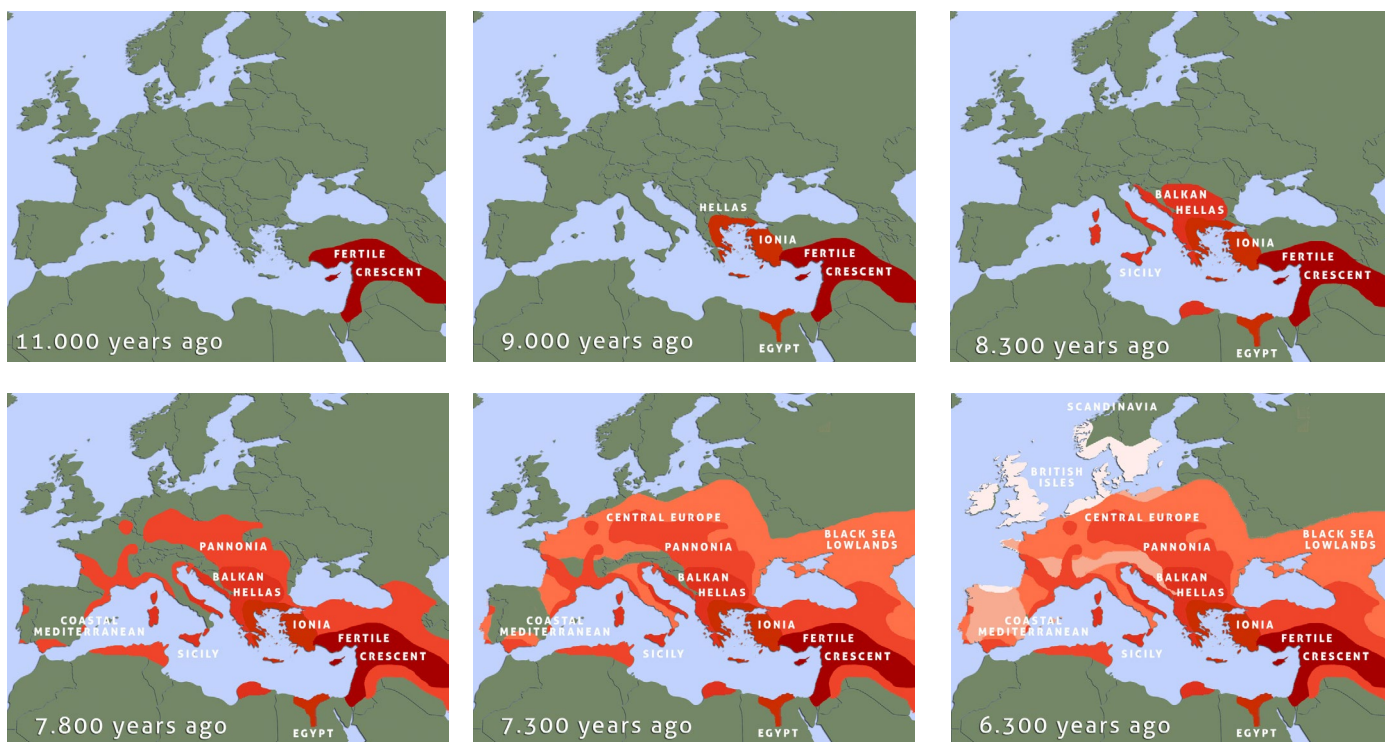 FERTILE
CRESCENT
11.000 years ago
HELLAS
IONIA
FERTILE
CRESCENT
9.000 years ago
EGYPT
BALKAN
HELLAS
IONIA
FERTILE
SICILY
CRESCENT
8.300 years ago
EGYPT
PANNONIA
BALKAN
HELLAS
COASTAL
MEDITERRANEAN
IONIA
FERTILE
SICILY
CRESCENT
7.800 years ago
EGYPT
CENTRAL EUROPE
BLACK SEA
LOWLANDS
PANNONIA
BALKAN
HELLAS
COASTAL
MEDITERRANEAN
IONIA
FERTILE
SICILY
CRESCENT
7.300 years ago
EGYPT
SCANDINAVIA
BRITISH
ISLES
CENTRAL EUROPE
BLACK SEA
LOWLANDS
PANNONIA
BALKAN
HELLAS
COASTAL
MEDITERRANEAN
IONIA
FERTILE
SICILY
CRESCENT
6.300 years ago
EGYPT